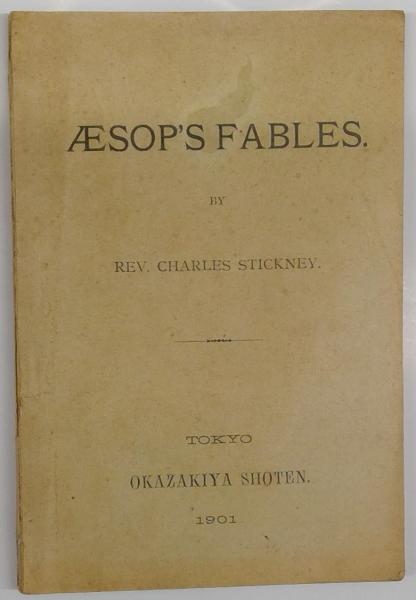 ÆSOP'S FABLES.
BY
REV. CHARLES STICKNEY.
TOKYO
OKAZAKIYA SHOTEN.
1901